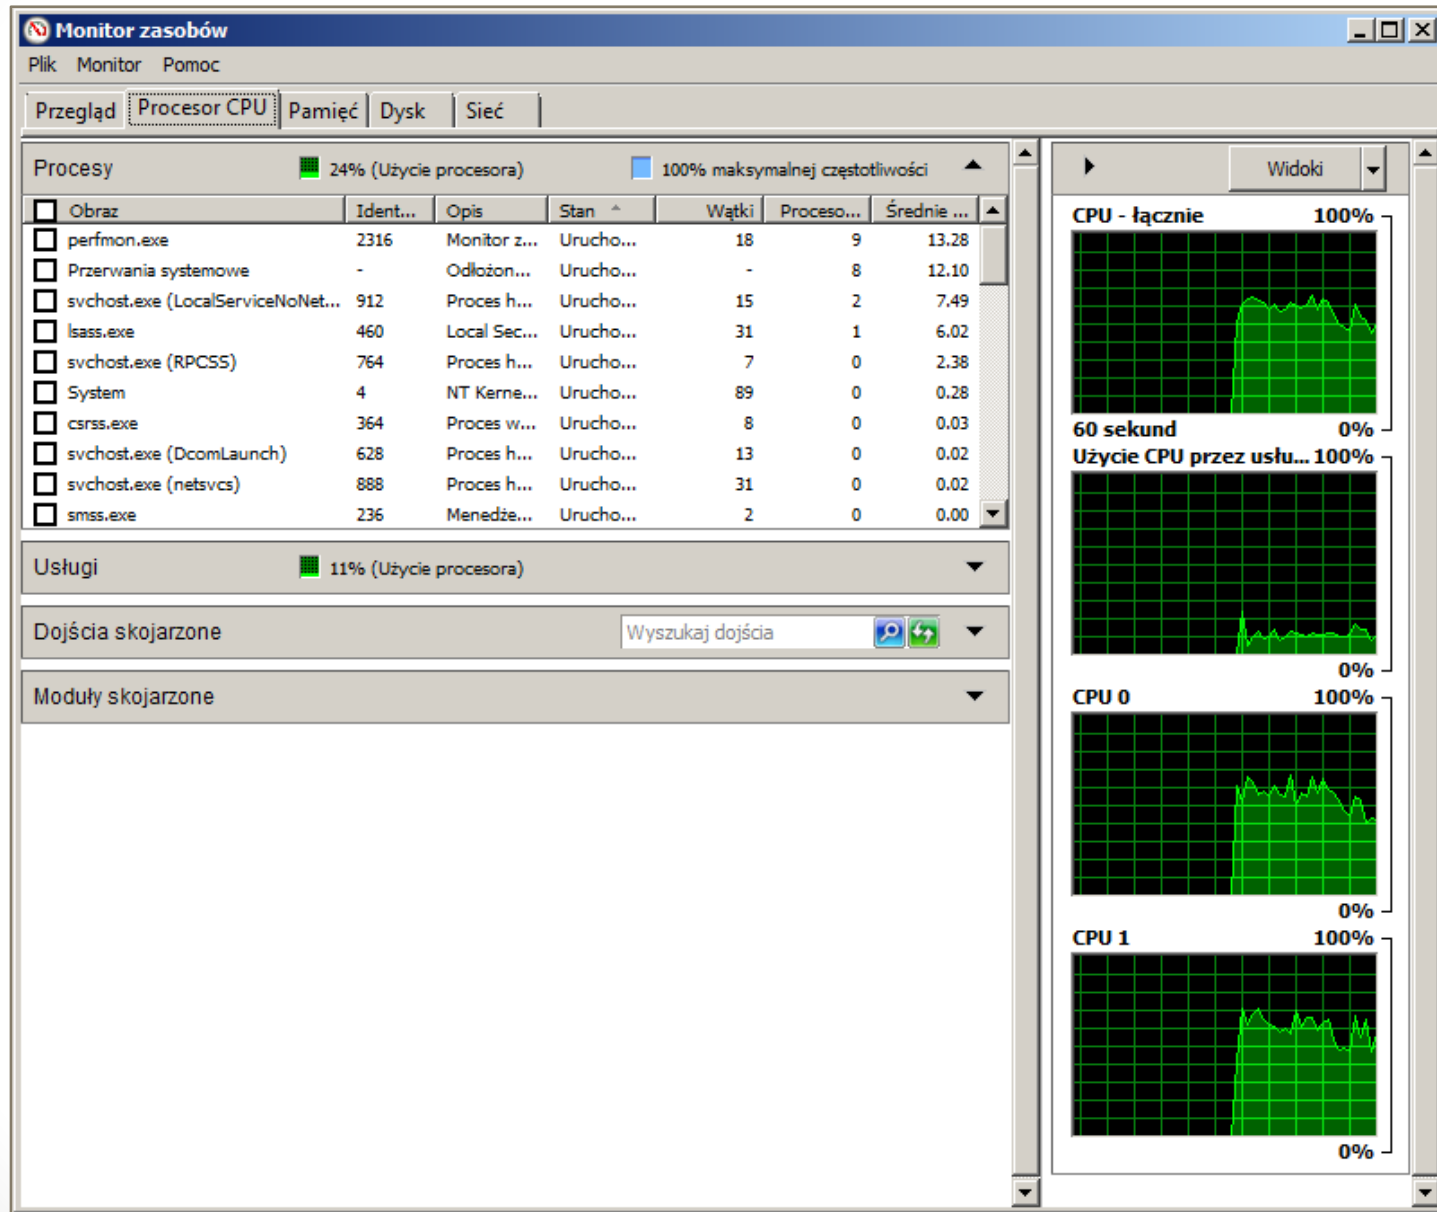 Monitor zasobów
Plik Monitor Pomoc
Przegląd Procesor CPU Pamięć Dysk Sieć
Procesy 24% (Użycie procesora) 100% maksymalnej częstotliwości
Obraz Ident... Opis Stan Wątki Proceso... Średnie ...
perfmon.exe 2316 Monitor z... Urucho... 18 9 13.28
Przerwania systemowe - Odłożon... Urucho... - 8 12.10
svchost.exe (LocalServiceNoNet... 912 Proces h... Urucho... 15 2 7.49
lsass.exe 460 Local Sec... Urucho... 31 1 6.02
svchost.exe (RPCSS) 764 Proces h... Urucho... 7 0 2.38
System 4 NT Kerne... Urucho... 89 0 0.28
csrss.exe 364 Proces w... Urucho... 8 0 0.03
svchost.exe (DcomLaunch) 628 Proces h... Urucho... 13 0 0.02
svchost.exe (netsvcs) 888 Proces h... Urucho... 31 0 0.02
smss.exe 236 Menedże... Urucho... 2 0 0.00
Usługi 11% (Użycie procesora)
Dojścia skojarzone Wyszukaj dojścia
Moduły skojarzone
Widoki
CPU - łącznie 100%
60 sekund 0%
Użycie CPU przez usłu... 100%
0%
CPU 0 100%
0%
CPU 1 100%
0%